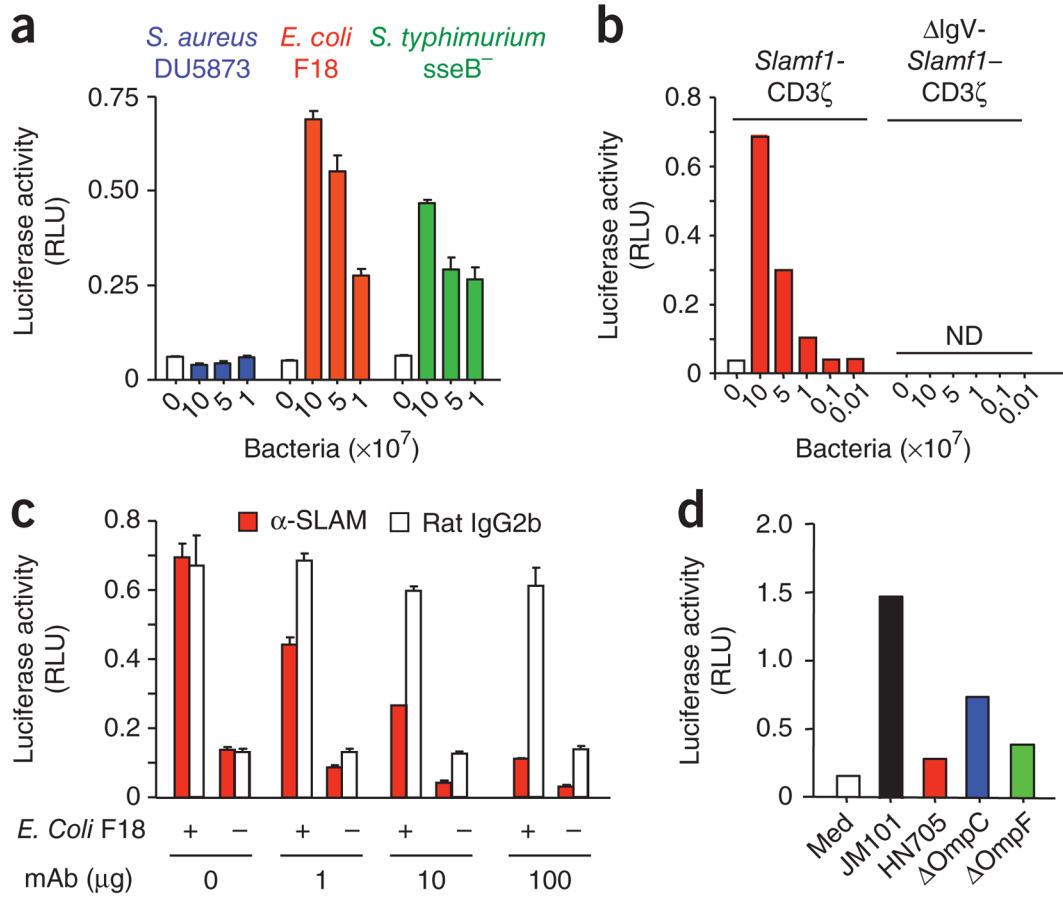 a
S. aureus E. coli S. typhimurium
DU5873 F18 sseB⁻
Luciferase activity
(RLU)
0.75
0.50
0.25
0
0 10 5 1 0 10 5 1 0 10 5 1
Bacteria (×10⁷)
b
Slamf1-
CD3ζ
ΔIgV-
Slamf1–
CD3ζ
Luciferase activity
(RLU)
0.8
0.6
0.4
0.2
0
ND
0 10 5 1 0.1 0.01 0 10 5 1 0.1 0.01
Bacteria (×10⁷)
c
α-SLAM Rat IgG2b
Luciferase activity
(RLU)
0.8
0.6
0.4
0.2
0
E. Coli F18 + − + − + − + −
mAb (μg) 0 1 10 100
d
Luciferase activity
(RLU)
2.0
1.5
1.0
0.5
0
Med JM101 HN705 ΔOmpC ΔOmpF